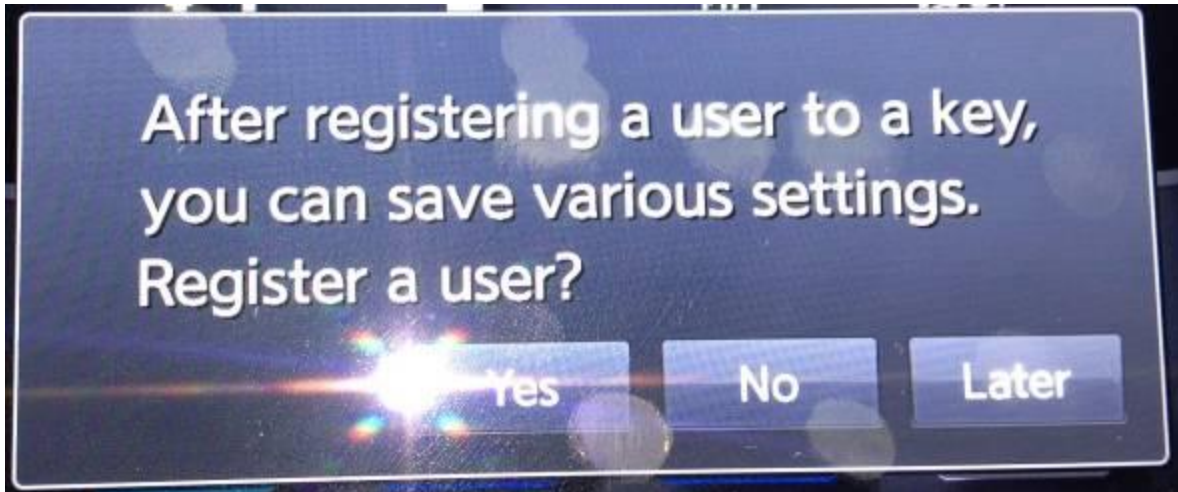 After registering a user to a key,
you can save various settings.
Register a user?
Yes No Later